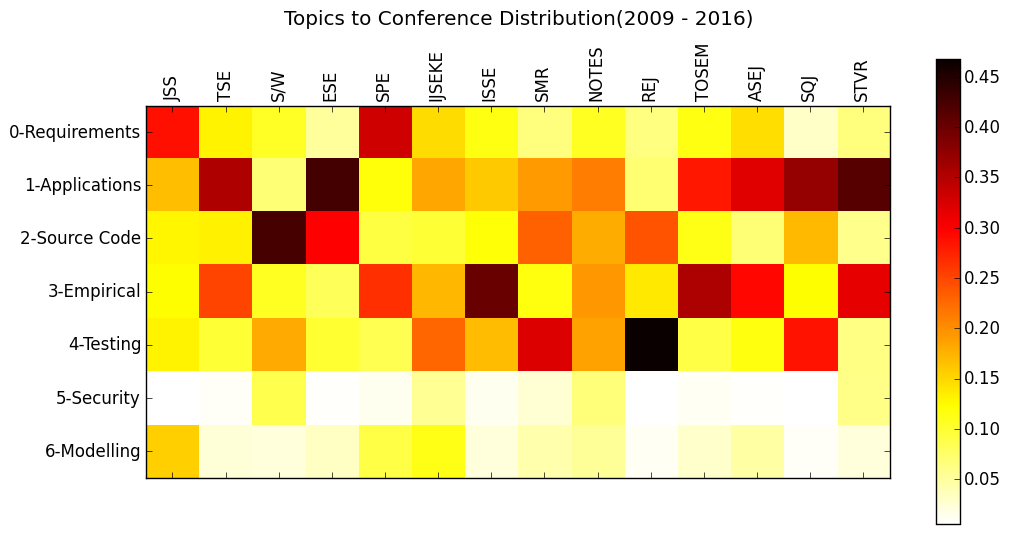 Topics to Conference Distribution(2009 - 2016)
JSS
TSE
S/W
ESE
SPE
IJSEKE
ISSE
SMR
NOTES
REJ
TOSEM
ASEJ
SQJ
STVR
0-Requirements
1-Applications
2-Source Code
3-Empirical
4-Testing
5-Security
6-Modelling
0.45
0.40
0.35
0.30
0.25
0.20
0.15
0.10
0.05